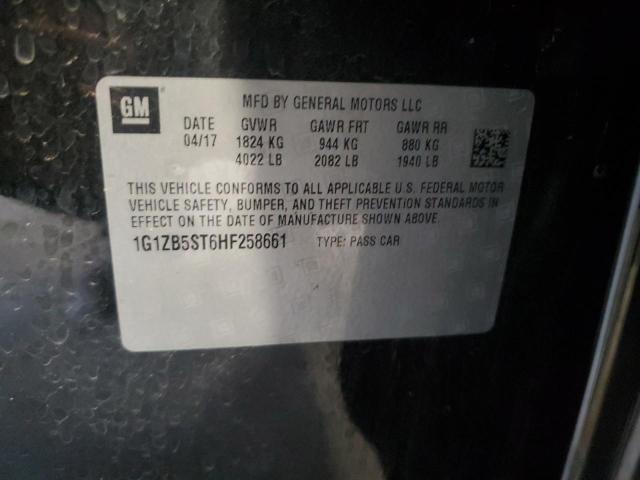 GM
MFD BY GENERAL MOTORS LLC
DATE GVWR GAWR FRT GAWR RR
04/17 1824 KG 944 KG 880 KG
4022 LB 2082 LB 1940 LB
THIS VEHICLE CONFORMS TO ALL APPLICABLE U.S. FEDERAL MOTOR
VEHICLE SAFETY, BUMPER, AND THEFT PREVENTION STANDARDS IN
EFFECT ON THE DATE OF MANUFACTURE SHOWN ABOVE.
1G1ZB5ST6HF258661 TYPE: PASS CAR